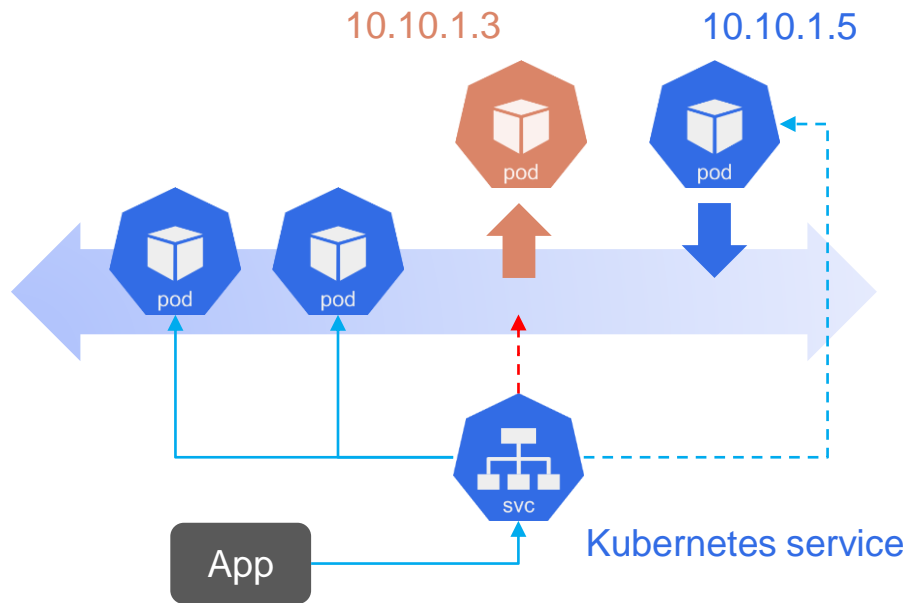 10.10.1.3
10.10.1.5
pod
pod
pod
pod
svc
Kubernetes service
App